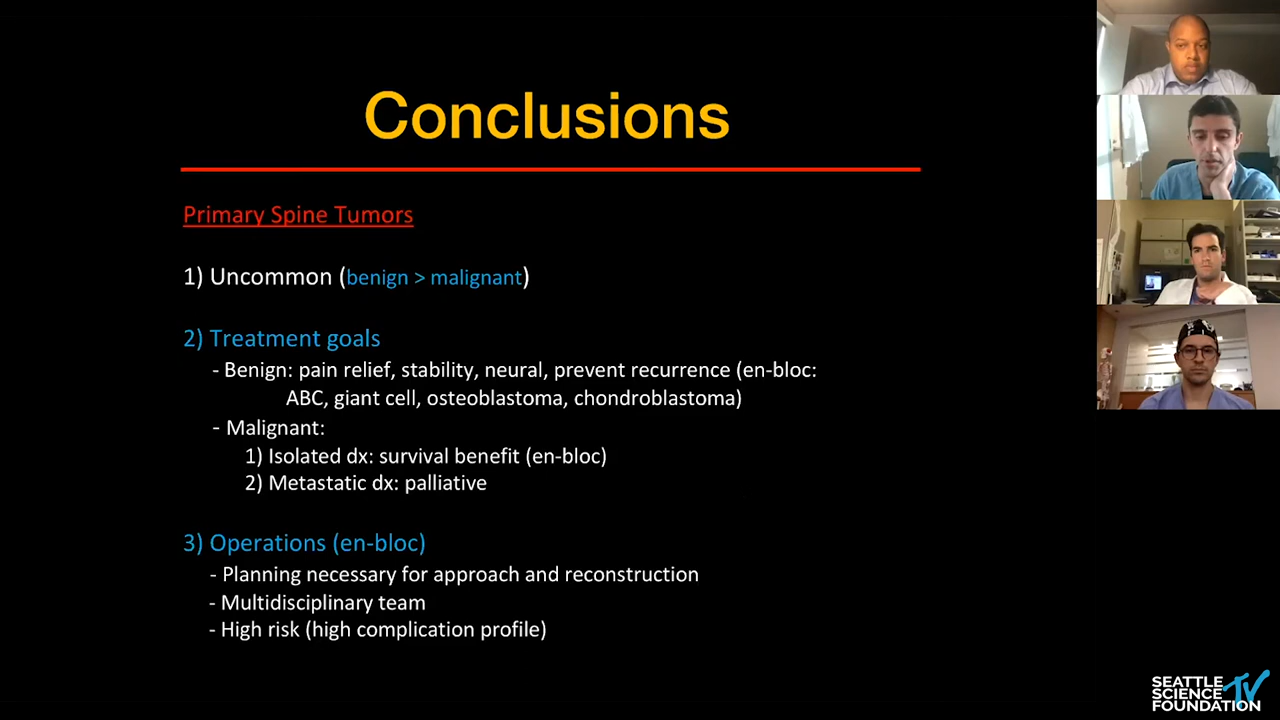 Conclusions
Primary Spine Tumors
1) Uncommon (benign > malignant)
2) Treatment goals
- Benign: pain relief, stability, neural, prevent recurrence (en-bloc:
ABC, giant cell, osteoblastoma, chondroblastoma)
- Malignant:
1) Isolated dx: survival benefit (en-bloc)
2) Metastatic dx: palliative
3) Operations (en-bloc)
- Planning necessary for approach and reconstruction
- Multidisciplinary team
- High risk (high complication profile)
SEATTLE
SCIENCE
FOUNDATION
TV